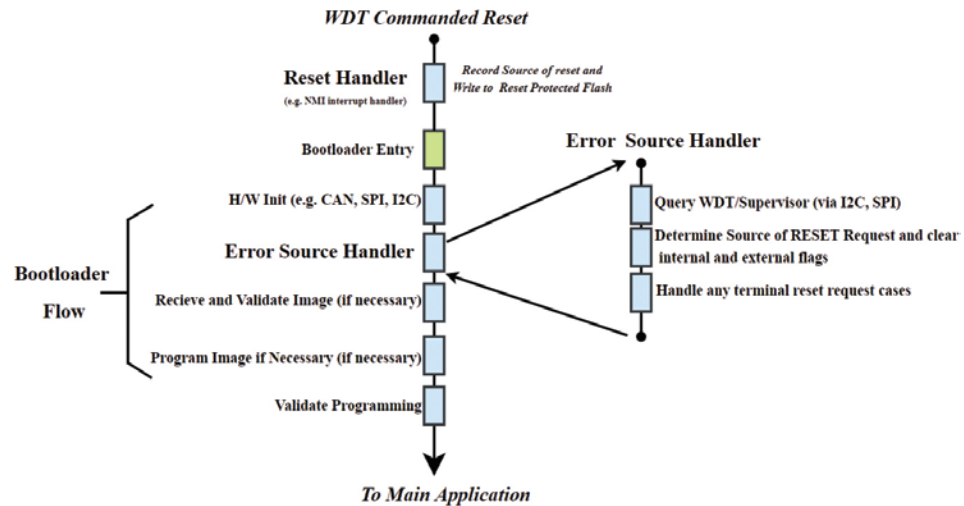 WDT Commanded Reset
Reset Handler
(e.g. NMI interrupt handler)
Record Source of reset and
Write to Reset Protected Flash
Bootloader Entry
H/W Init (e.g. CAN, SPI, I2C)
Error Source Handler
Recieve and Validate Image (if necessary)
Program Image if Necessary (if necessary)
Validate Programming
To Main Application
Bootloader
Flow
Error Source Handler
Query WDT/Supervisor (via I2C, SPI)
Determine Source of RESET Request and clear
internal and external flags
Handle any terminal reset request cases